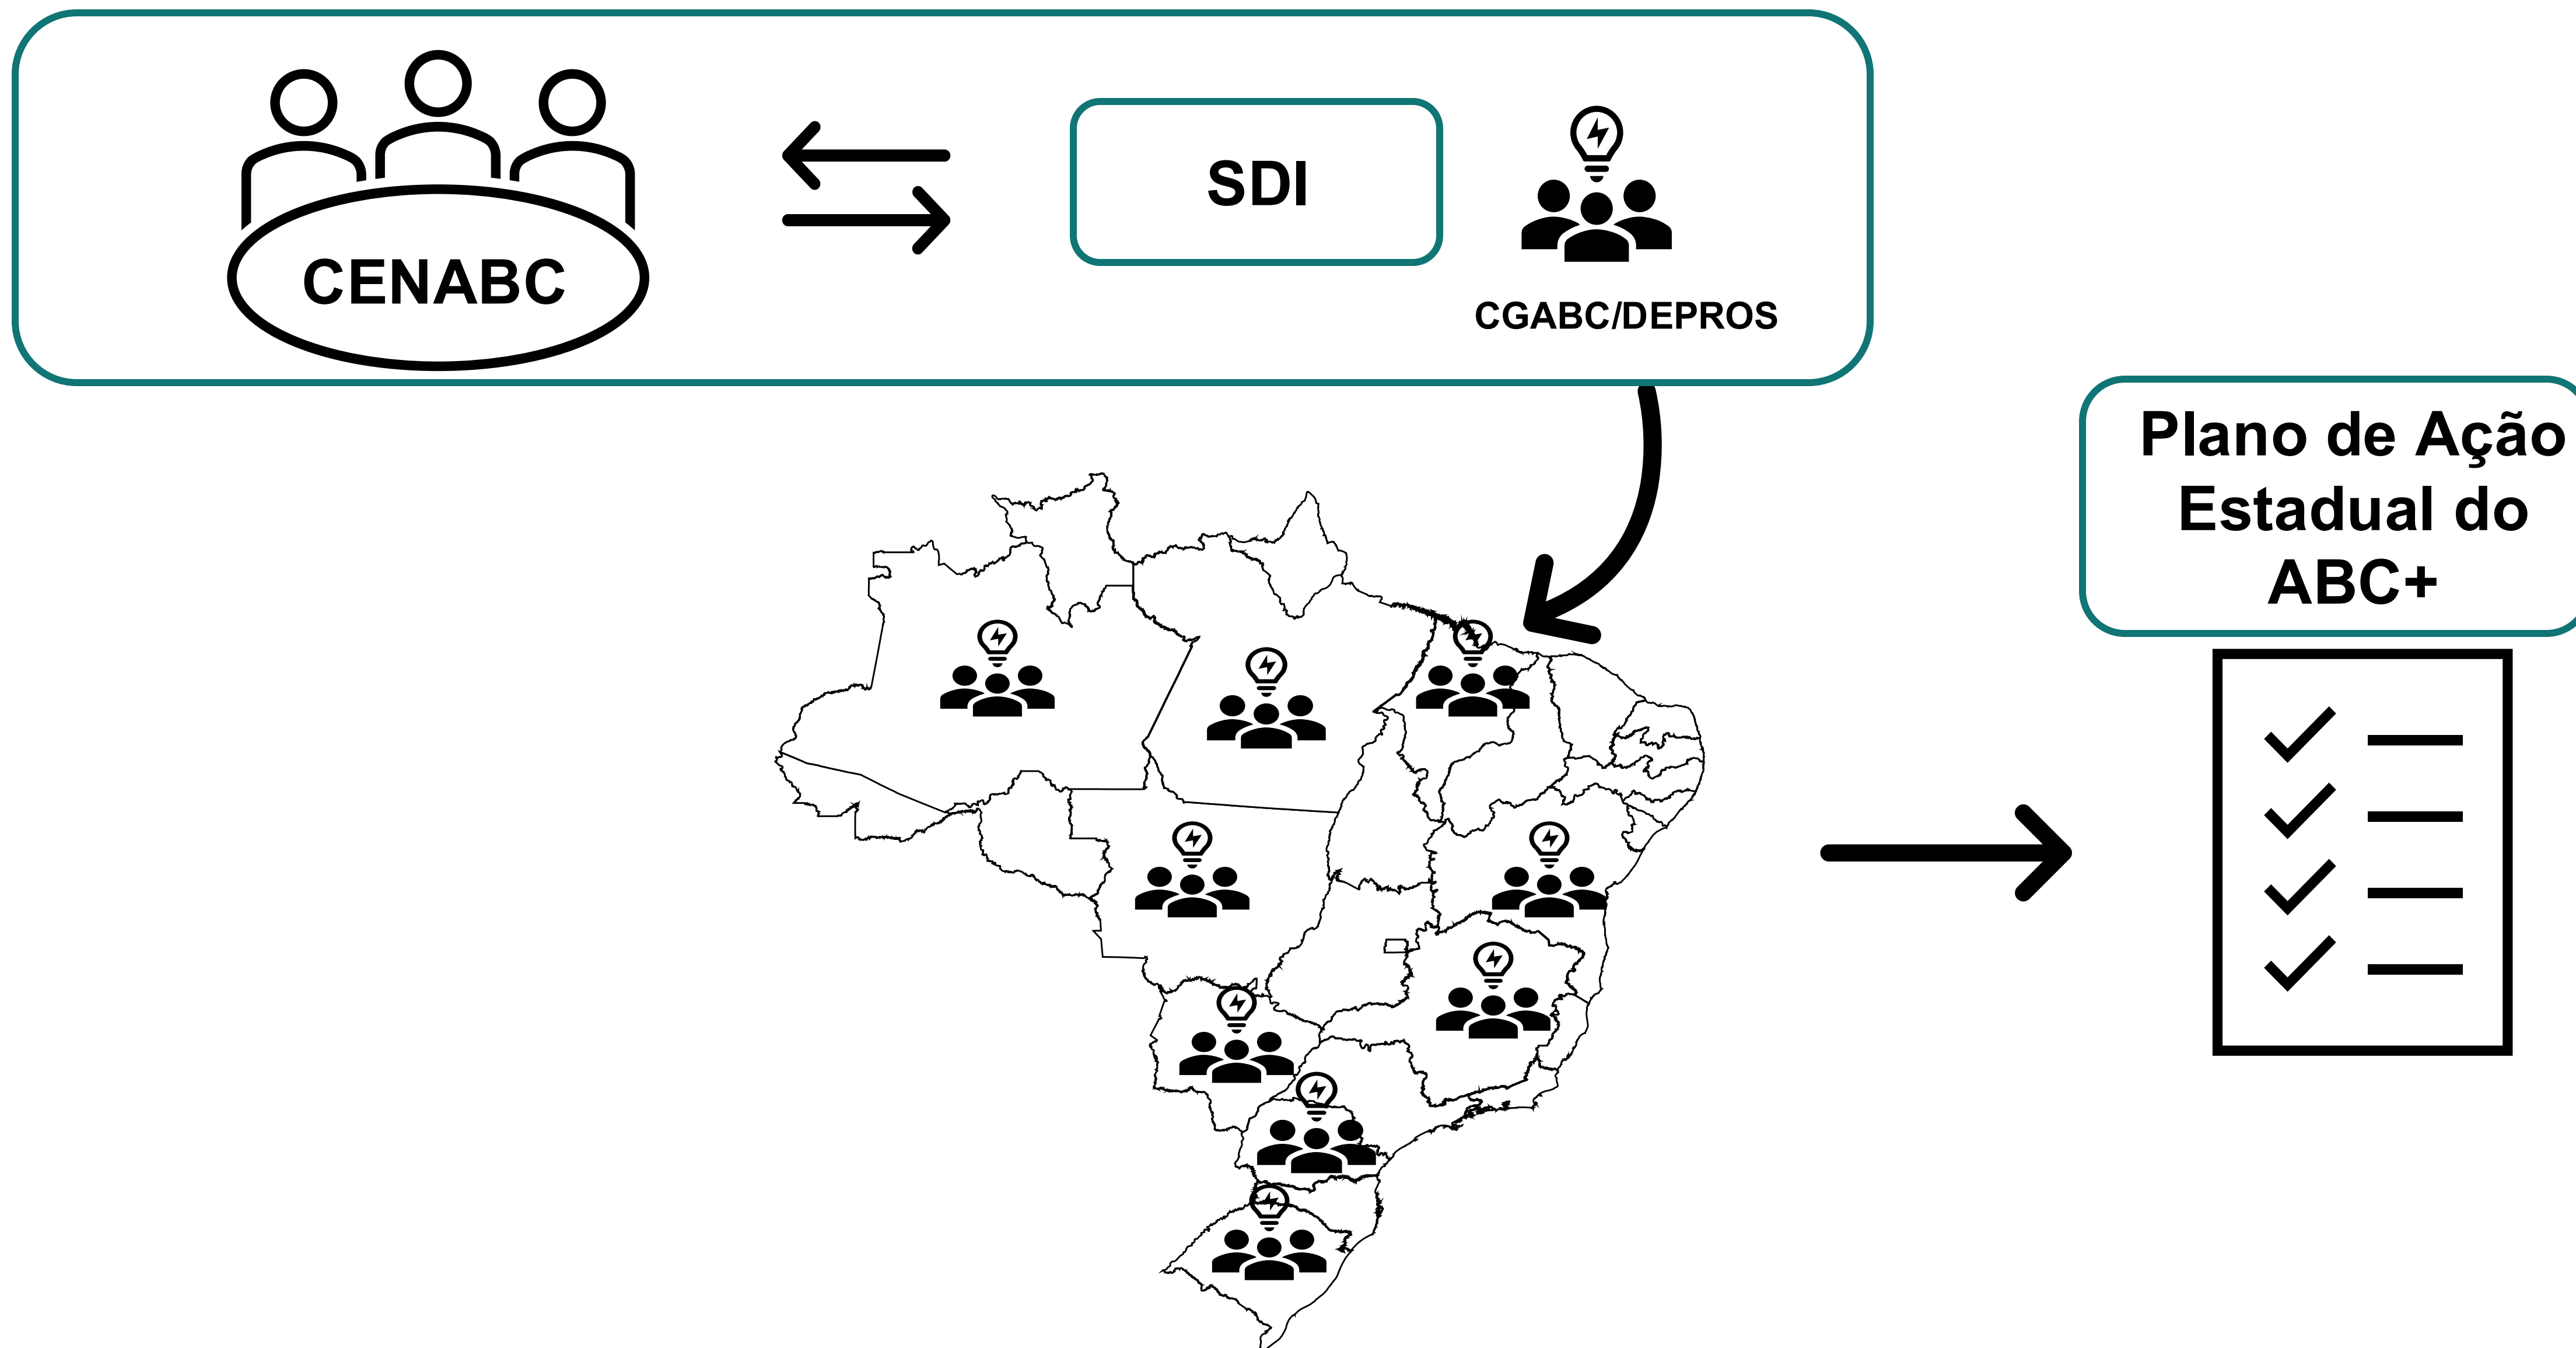 CENABC
SDI
CGABC/DEPROS
Plano de Ação
Estadual do
ABC+